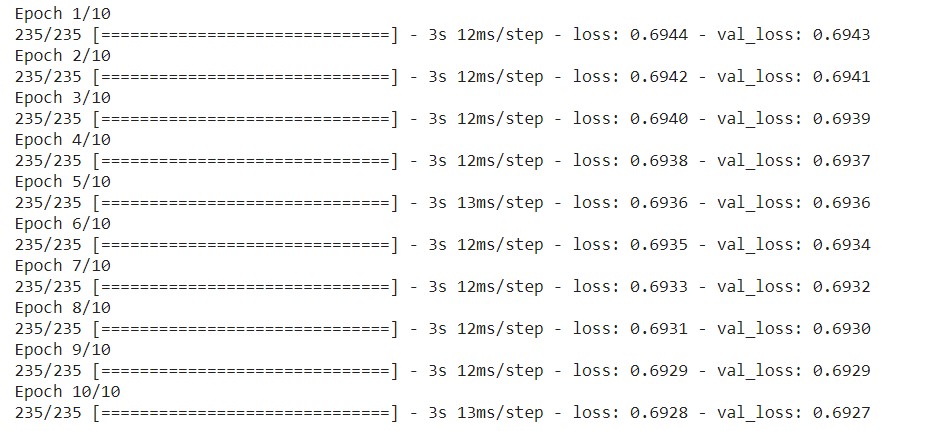 Epoch 1/10
235/235 [==============================] - 3s 12ms/step - loss: 0.6944 - val_loss: 0.6943
Epoch 2/10
235/235 [==============================] - 3s 12ms/step - loss: 0.6942 - val_loss: 0.6941
Epoch 3/10
235/235 [==============================] - 3s 12ms/step - loss: 0.6940 - val_loss: 0.6939
Epoch 4/10
235/235 [==============================] - 3s 12ms/step - loss: 0.6938 - val_loss: 0.6937
Epoch 5/10
235/235 [==============================] - 3s 13ms/step - loss: 0.6936 - val_loss: 0.6936
Epoch 6/10
235/235 [==============================] - 3s 12ms/step - loss: 0.6935 - val_loss: 0.6934
Epoch 7/10
235/235 [==============================] - 3s 12ms/step - loss: 0.6933 - val_loss: 0.6932
Epoch 8/10
235/235 [==============================] - 3s 12ms/step - loss: 0.6931 - val_loss: 0.6930
Epoch 9/10
235/235 [==============================] - 3s 12ms/step - loss: 0.6929 - val_loss: 0.6929
Epoch 10/10
235/235 [==============================] - 3s 13ms/step - loss: 0.6928 - val_loss: 0.6927